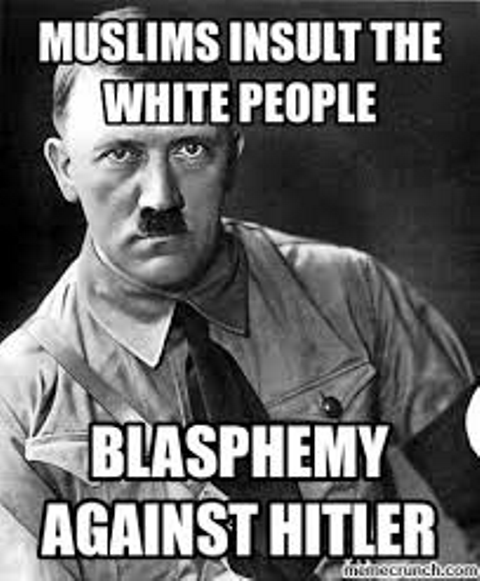 MUSLIMS INSULT THE
WHITE PEOPLE
BLASPHEMY
AGAINST HITLER
memecrunch.com